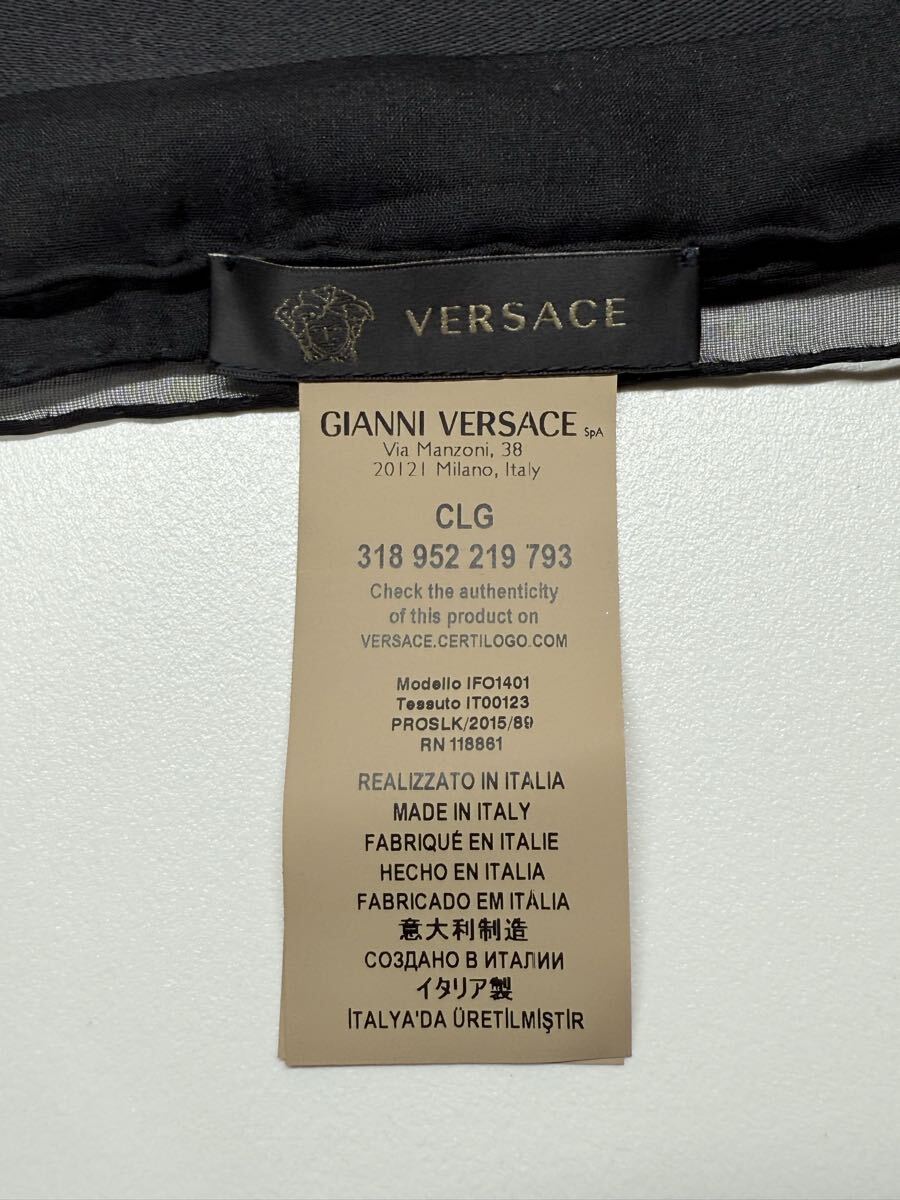 VERSACE
GIANNI VERSACE SpA
Via Manzoni, 38
20121 Milano, Italy
CLG
318 952 219 793
Check the authenticity
of this product on
VERSACE.CERTILOGO.COM
Modello IFO1401
Tessuto IT00123
PROSLK/2015/89
RN 118861
REALIZZATO IN ITALIA
MADE IN ITALY
FABRIQUÉ EN ITALIE
HECHO EN ITALIA
FABRICADO EM ITÁLIA
意大利制造
СОЗДАНО В ИТАЛИИ
イタリア製
İTALYA'DA ÜRETİLMİŞTİR